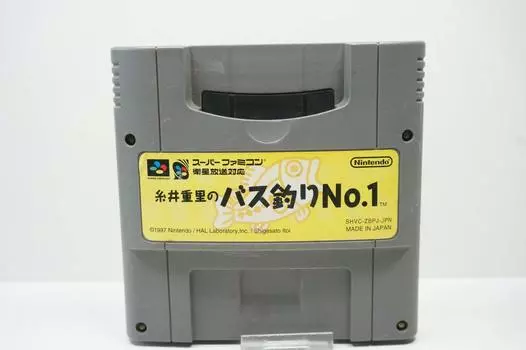 スーパーファミコン
衛星放送対応
Nintendo
糸井重里の バス釣りNo.1 TM
SHVC-ZBPJ-JPN
©1997 Nintendo / HAL Laboratory,Inc. / Shigesato Itoi
MADE IN JAPAN